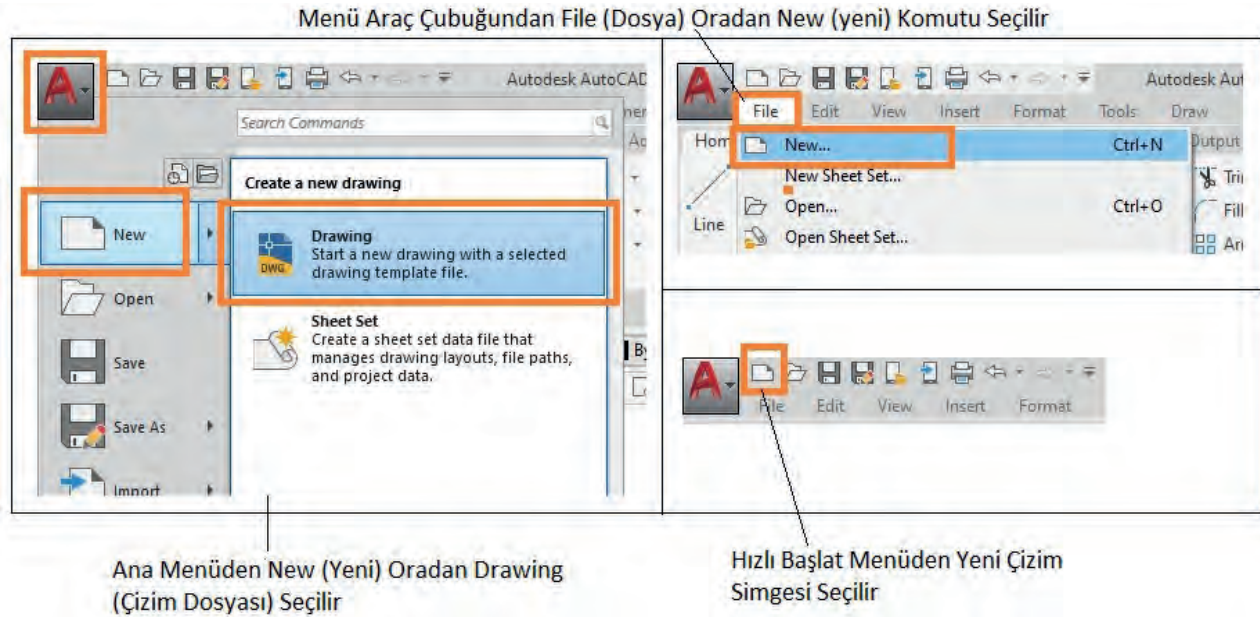 Menü Araç Çubuğundan File (Dosya) Oradan New (yeni) Komutu Seçilir
Autodesk AutoCAD
Search Commands
Create a new drawing
New
Drawing
Start a new drawing with a selected
drawing template file.
DWG
Open
Sheet Set
Create a sheet set data file that
manages drawing layouts, file paths,
and project data.
Save
Save As
Import
By
Autodesk Aut
File Edit View Insert Format Tools Draw
Hom
New... Ctrl+N
Output
New Sheet Set...
Tri
Open... Ctrl+O
Fill
Line
Open Sheet Set...
Arr
File Edit View Insert Format
Ana Menüden New (Yeni) Oradan Drawing
(Çizim Dosyası) Seçilir
Hızlı Başlat Menüden Yeni Çizim
Simgesi Seçilir